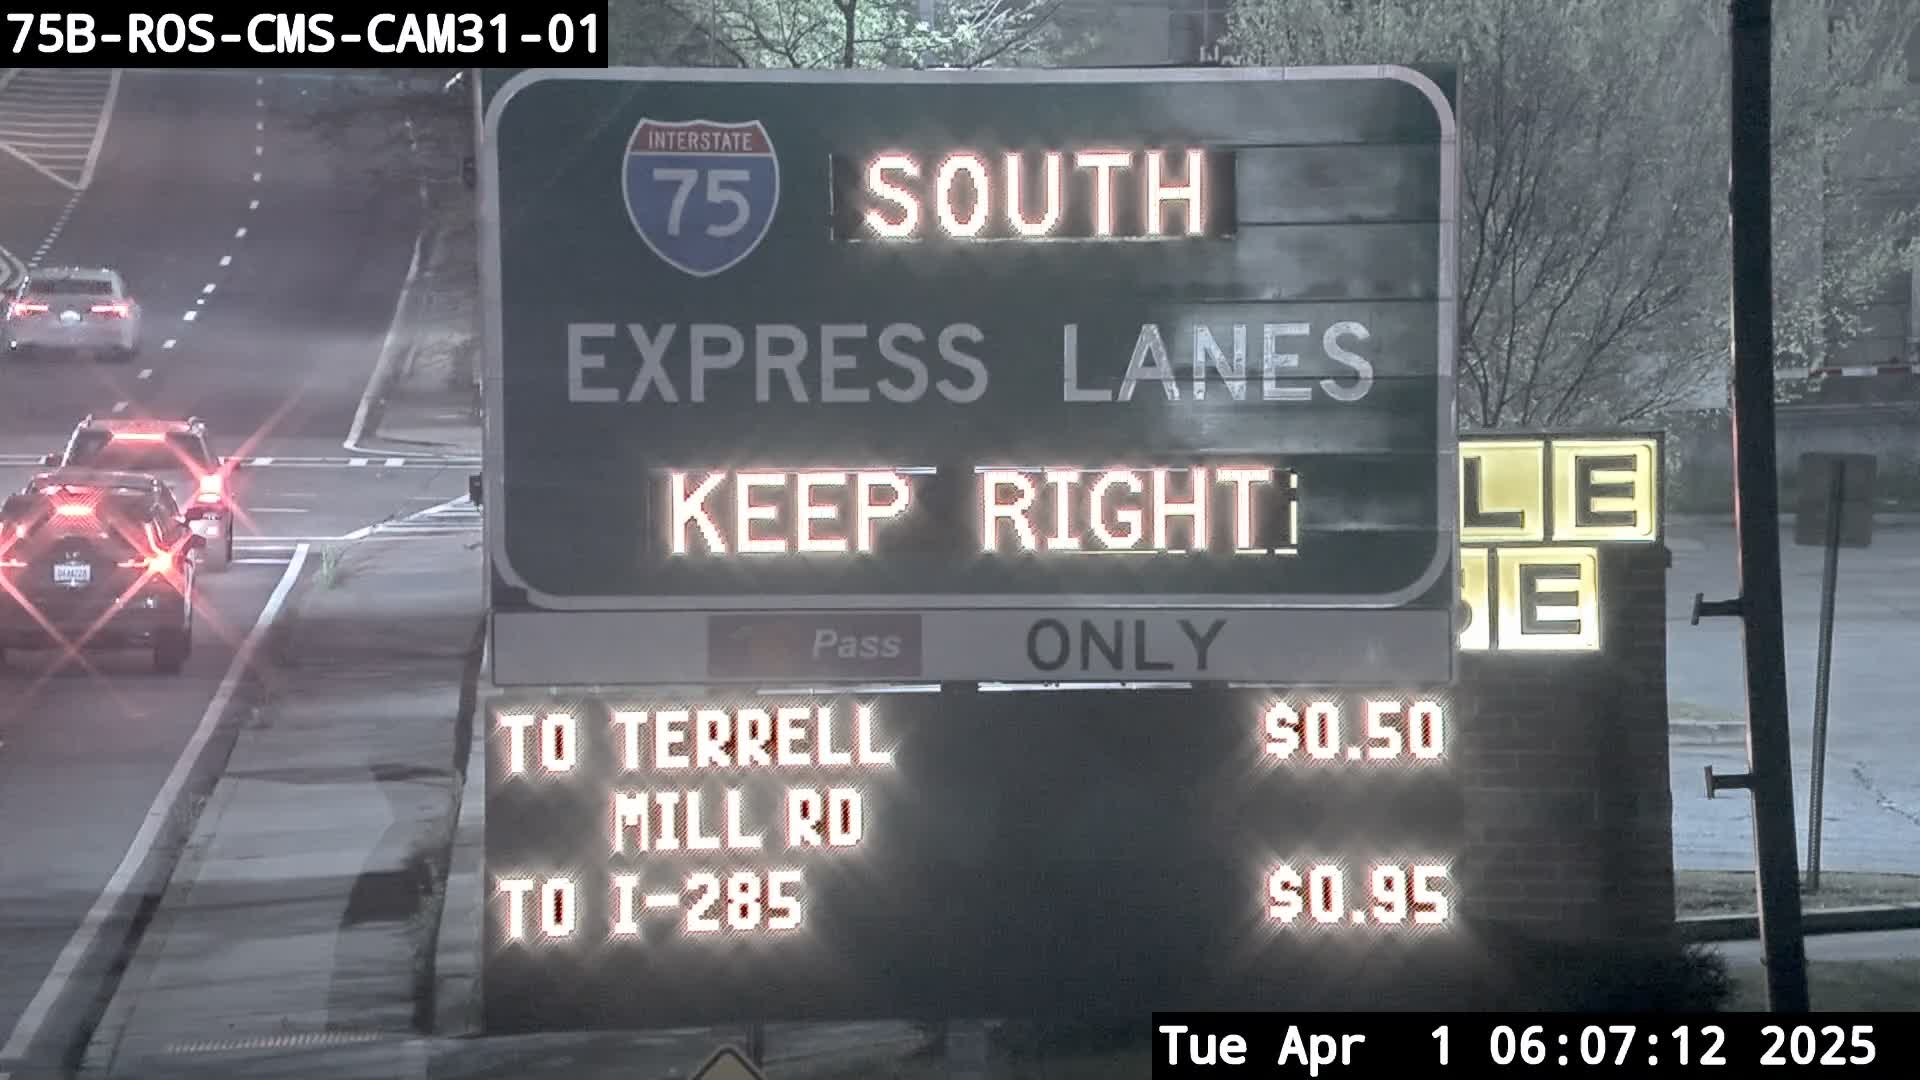 75B-ROS-CMS-CAM31-01
INTERSTATE
75
SOUTH
EXPRESS LANES
KEEP RIGHT
LE
E
Pass ONLY
TO TERRELL $0.50
MILL RD
TO I-285 $0.95
Tue Apr 1 06:07:12 2025